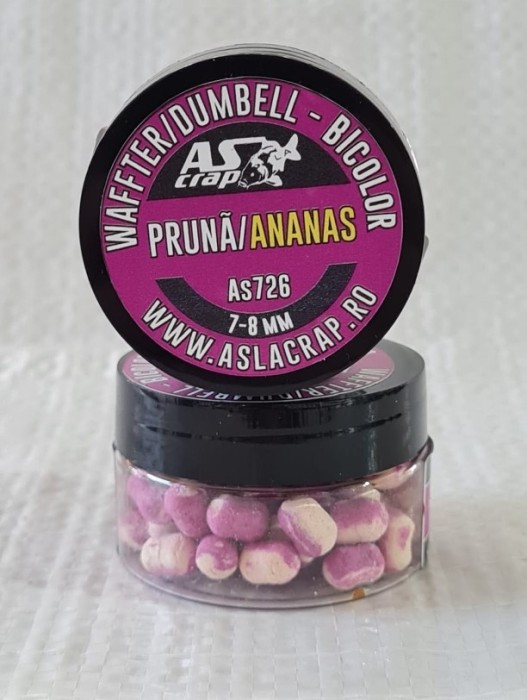 WAFFTER/DUMBELL - BICOLOR
AS
crap
PRUNÃ/ANANAS
As726
7-8 MM
WWW.ASLACRAP.RO